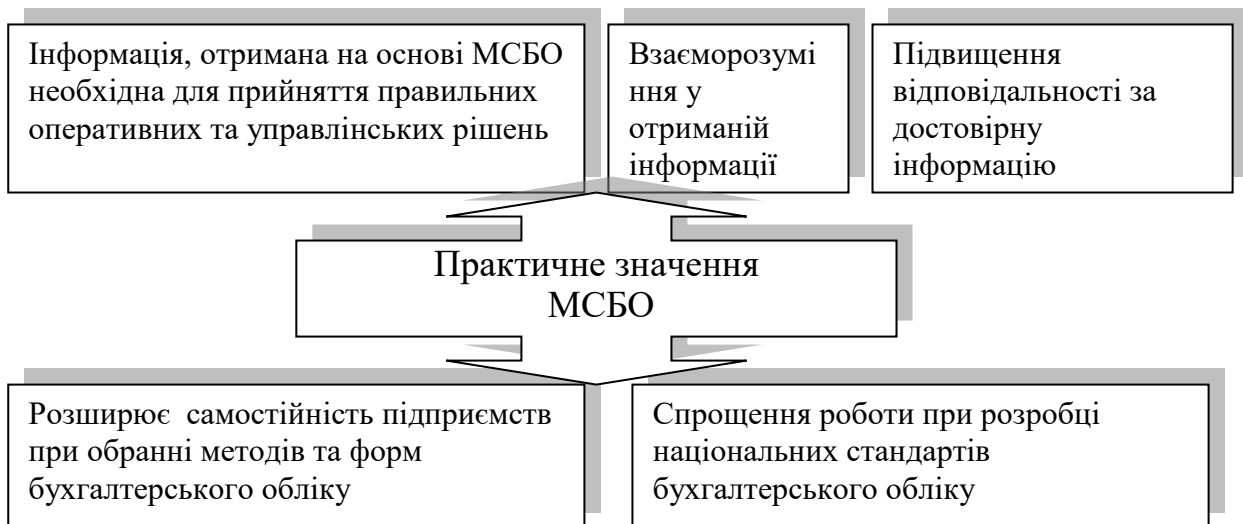 Інформація, отримана на основі МСБО
необхідна для прийняття правильних
оперативних та управлінських рішень
Взаєморозумі
ння у
отриманій
інформації
Підвищення
відповідальності за
достовірну
інформацію
Практичне значення
МСБО
Розширює самостійність підприємств
при обранні методів та форм
бухгалтерського обліку
Спрощення роботи при розробці
національних стандартів
бухгалтерського обліку